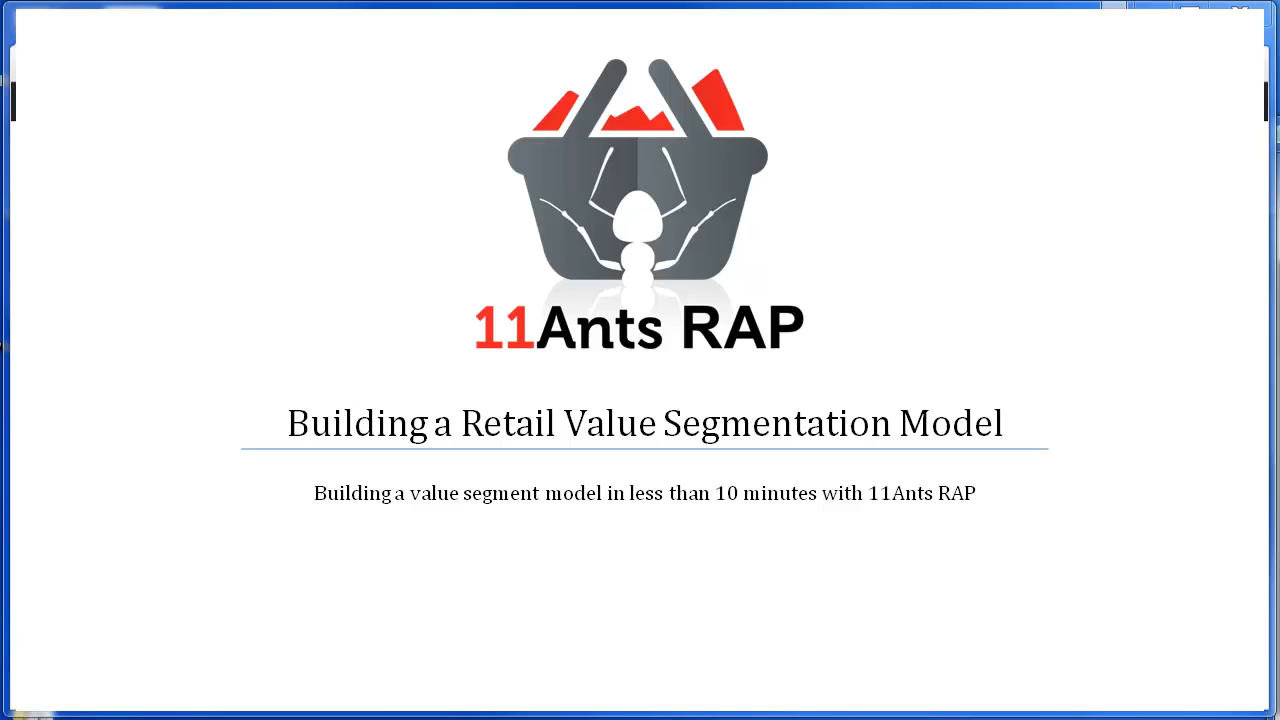 11Ants RAP
Building a Retail Value Segmentation Model
Building a value segment model in less than 10 minutes with 11Ants RAP